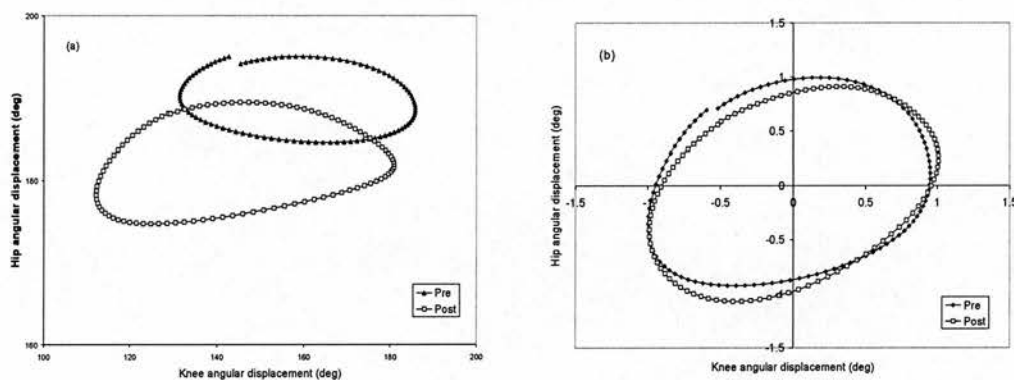 (a)
200
180
160
100
120
140
160
180
200
Hip angular displacement (deg)
Knee angular displacement (deg)
Pre
Post
(b)
1.5
1
0.5
0
-0.5
-1
-1.5
-1.5
-1
-0.5
0
0.5
1
1.5
Hip angular displacement (deg)
Knee angular displacement (deg)
Pre
Post